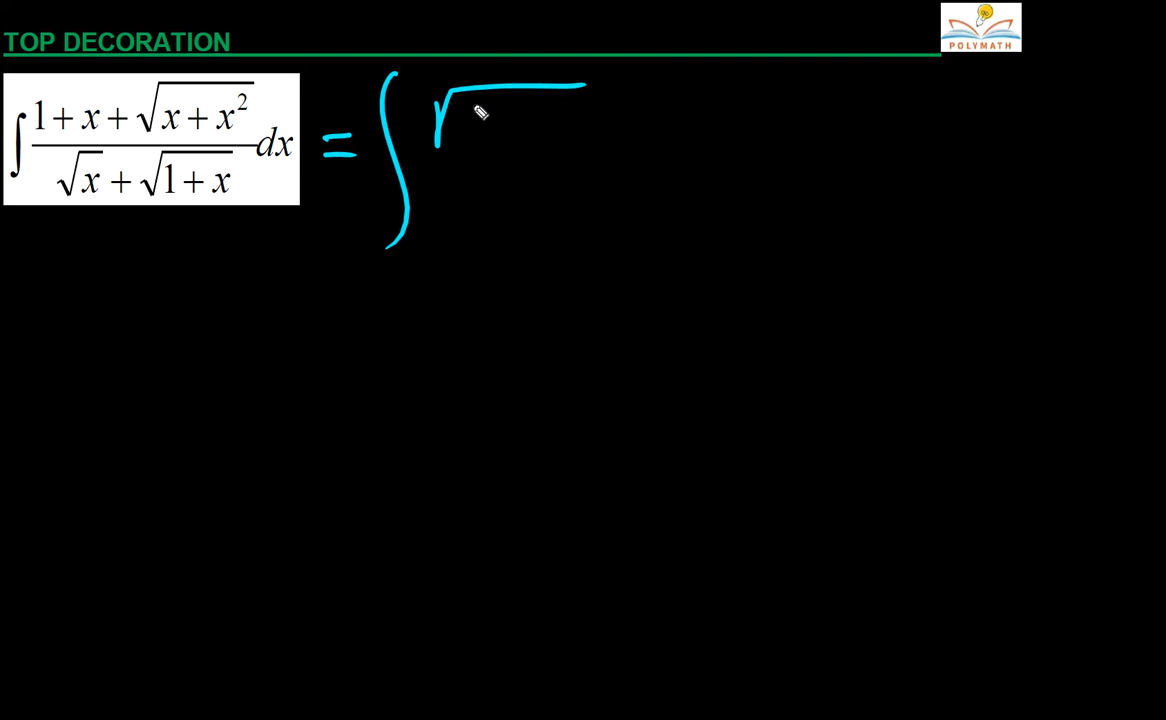 TOP DECORATION
POLYMATH
∫ (1 + x + √(x + x²)) / (√x + √(1 + x)) dx = ∫ √